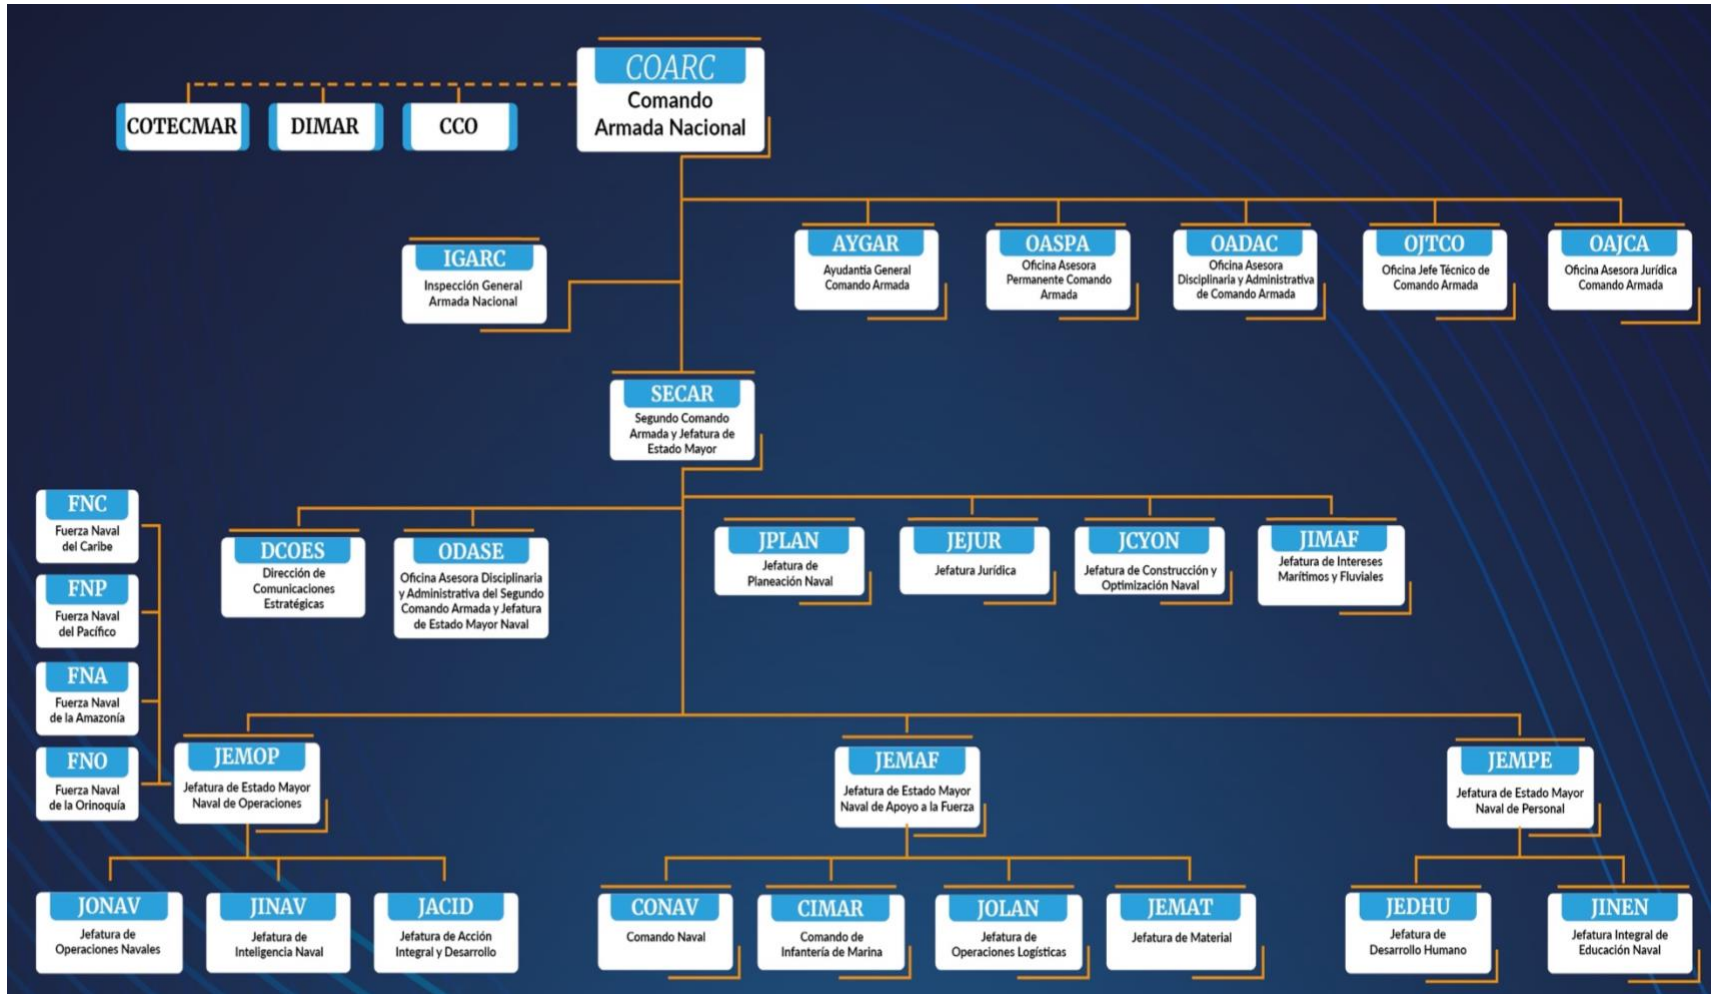 COARC
Comando
Armada Nacional
COTECMAR
DIMAR
CCO
IGARC
Inspección General
Armada Nacional
AYGAR
Ayudantía General
Comando Armada
OASPA
Oficina Asesora
Permanente Comando
Armada
OADAC
Oficina Asesora
Disciplinaria y Administrativa
de Comando Armada
OJTCO
Oficina Jefe Técnico de
Comando Armada
OAJCA
Oficina Asesora Jurídica
Comando Armada
SECAR
Segundo Comando
Armada y Jefatura de
Estado Mayor
FNC
Fuerza Naval
del Caribe
FNP
Fuerza Naval
del Pacífico
FNA
Fuerza Naval
de la Amazonía
FNO
Fuerza Naval
de la Orinoquía
DCOES
Dirección de
Comunicaciones
Estratégicas
ODASE
Oficina Asesora Disciplinaria
y Administrativa del Segundo
Comando Armada y Jefatura
de Estado Mayor Naval
JPLAN
Jefatura de
Planeación Naval
JEJUR
Jefatura Jurídica
JCYON
Jefatura de Construcción y
Optimización Naval
JIMAF
Jefatura de Intereses
Marítimos y Fluviales
JEMOP
Jefatura de Estado Mayor
Naval de Operaciones
JEMAF
Jefatura de Estado Mayor
Naval de Apoyo a la Fuerza
JEMPE
Jefatura de Estado Mayor
Naval de Personal
JONAV
Jefatura de
Operaciones Navales
JINAV
Jefatura de
Inteligencia Naval
JACID
Jefatura de Acción
Integral y Desarrollo
CONAV
Comando Naval
CIMAR
Comando de
Infantería de Marina
JOLAN
Jefatura de
Operaciones Logísticas
JEMAT
Jefatura de Material
JEDHU
Jefatura de
Desarrollo Humano
JINEN
Jefatura Integral de
Educación Naval